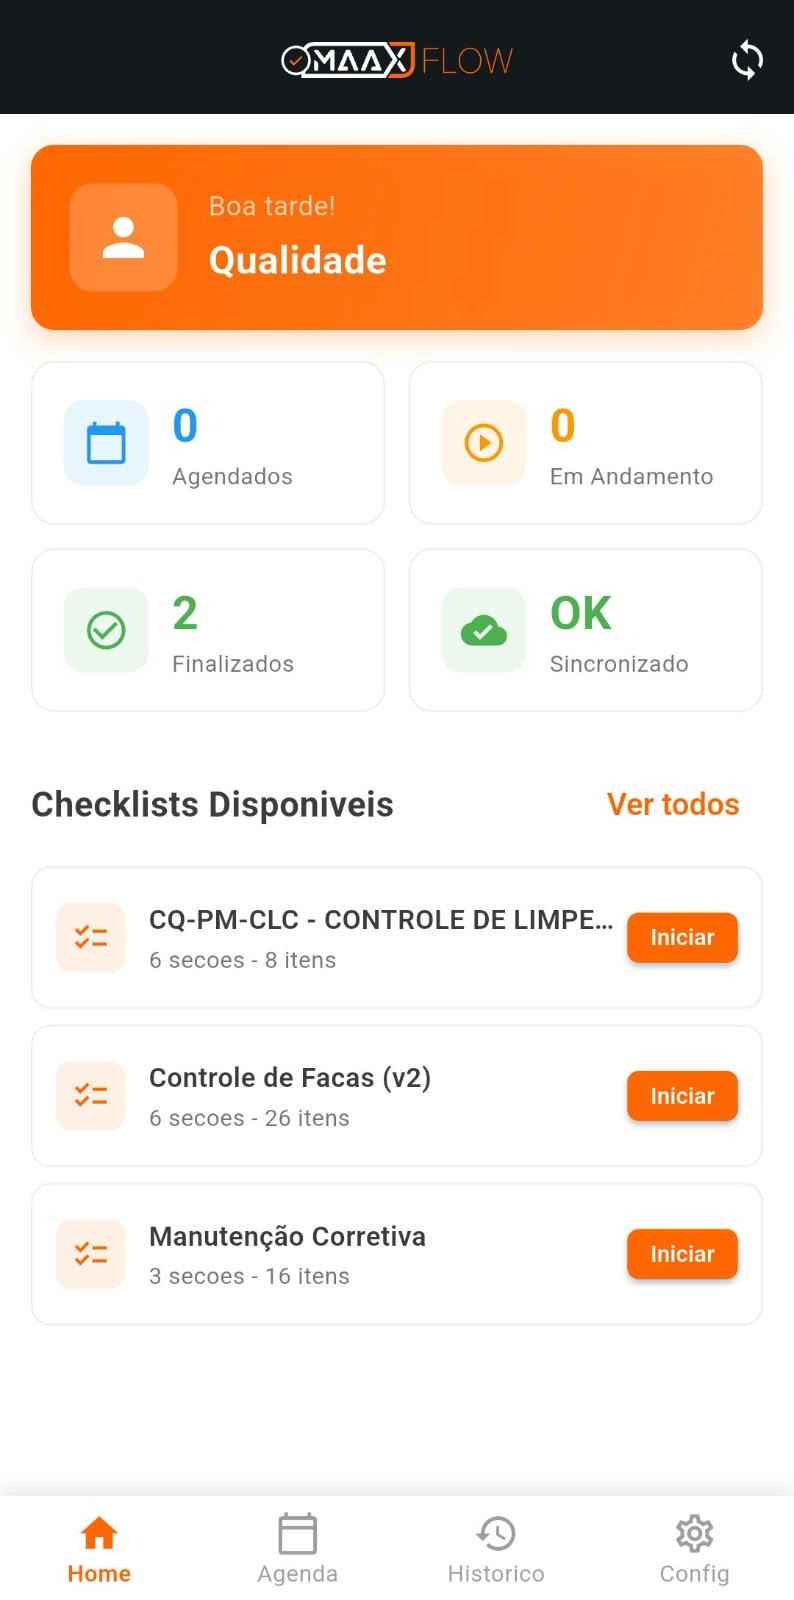 MAAX FLOW
Boa tarde!
Qualidade
0
Agendados
0
Em Andamento
2
Finalizados
OK
Sincronizado
Checklists Disponiveis
Ver todos
CQ-PM-CLC - CONTROLE DE LIMPE...
6 secoes - 8 itens
Iniciar
Controle de Facas (v2)
6 secoes - 26 itens
Iniciar
Manutenção Corretiva
3 secoes - 16 itens
Iniciar
Home
Agenda
Historico
Config